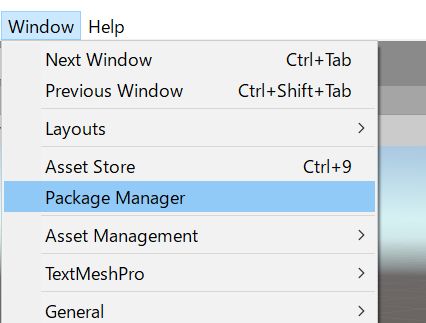 Window Help
Next Window Ctrl+Tab
Previous Window Ctrl+Shift+Tab
Layouts
Asset Store Ctrl+9
Package Manager
Asset Management
TextMeshPro
General